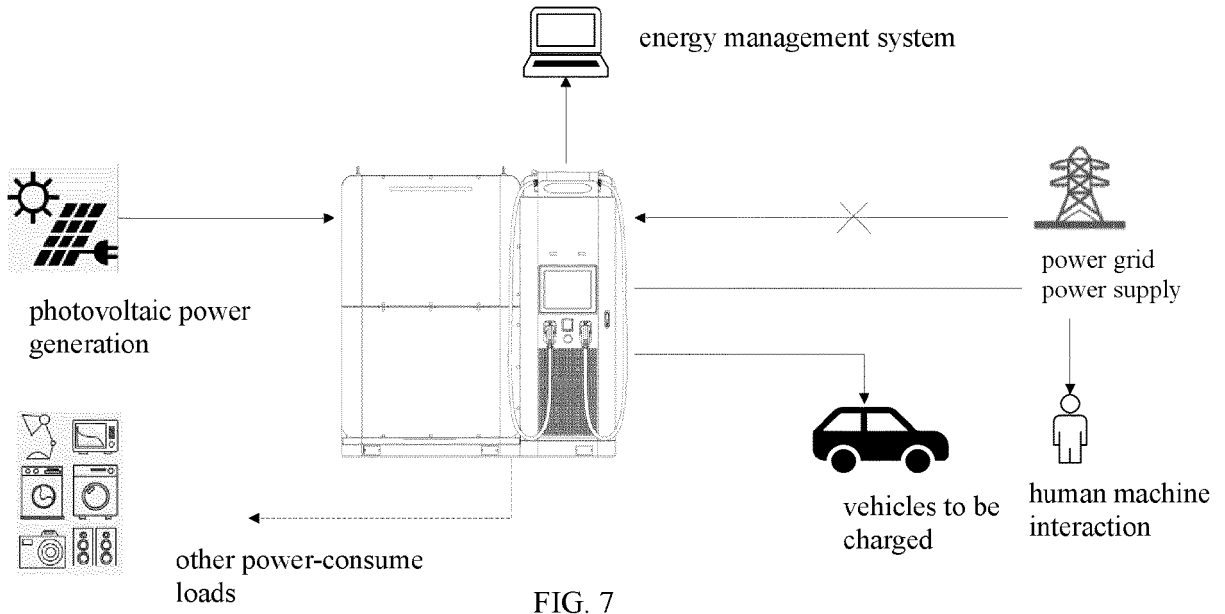 energy management system
power grid
power supply
photovoltaic power
generation
vehicles to be
charged
human machine
interaction
other power-consume
loads
FIG. 7